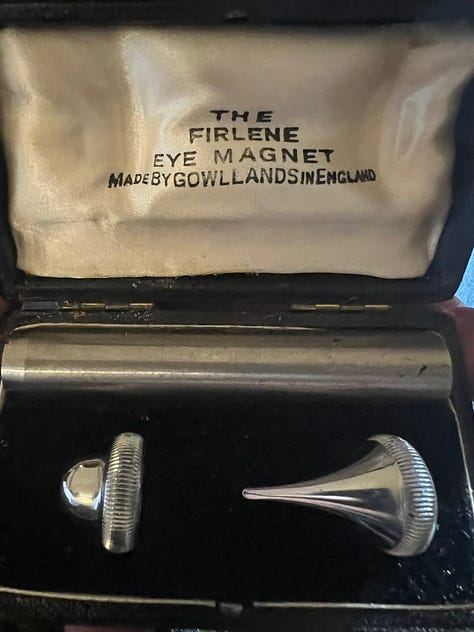 THE
FIRLENE
EYE MAGNET
MADE BY GOWLLANDS IN ENGLAND